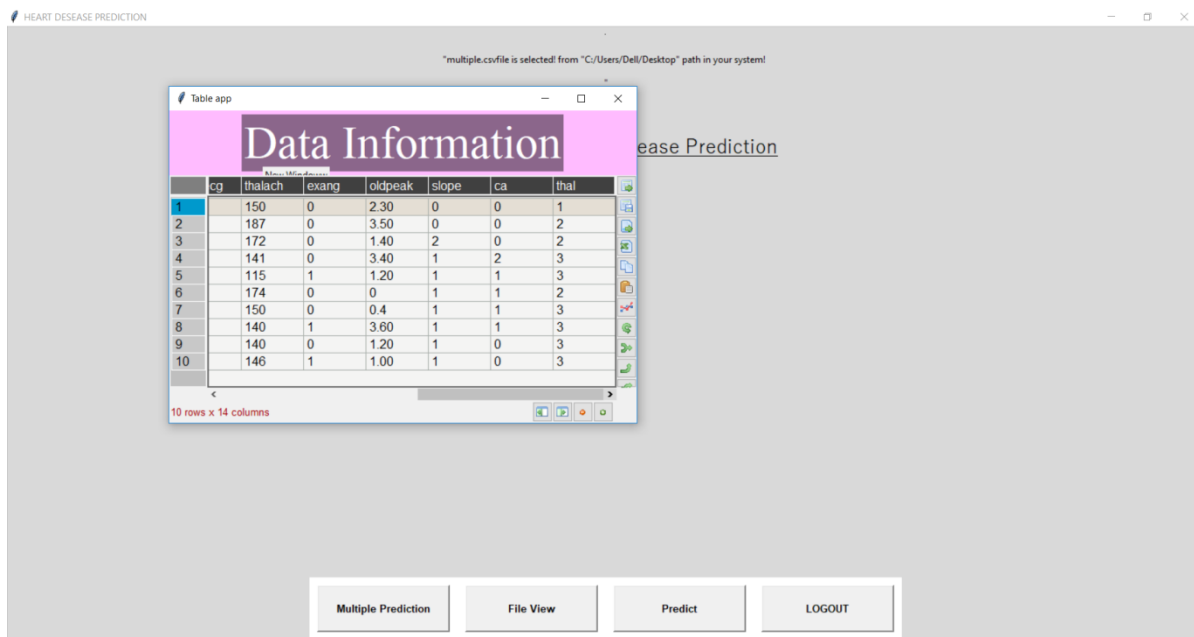 HEART DESEASE PREDICTION
"multiple.csvfile is selected! from "C:/Users/Dell/Desktop" path in your system!
Table app
Data Information
ease Prediction
cg thalach exang oldpeak slope ca thal
1 150 0 2.30 0 0 1
2 187 0 3.50 0 0 2
3 172 0 1.40 2 0 2
4 141 0 3.40 1 2 3
5 115 1 1.20 1 1 3
6 174 0 0 1 1 2
7 150 0 0.4 1 1 3
8 140 1 3.60 1 1 3
9 140 0 1.20 1 0 3
10 146 1 1.00 1 0 3
10 rows x 14 columns
Multiple Prediction File View Predict LOGOUT